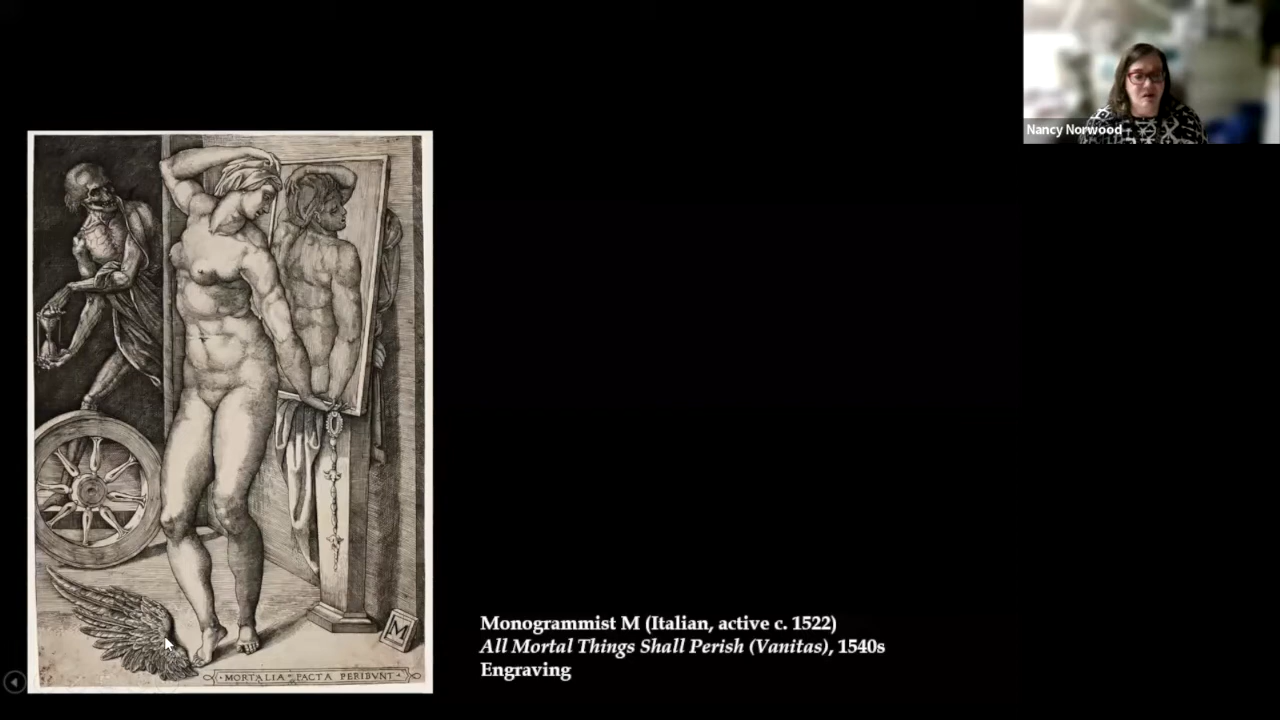 Nancy Norwood
M
· MORTALIA · FACTA PERIBVNT ·
Monogrammist M (Italian, active c. 1522)
All Mortal Things Shall Perish (Vanitas), 1540s
Engraving